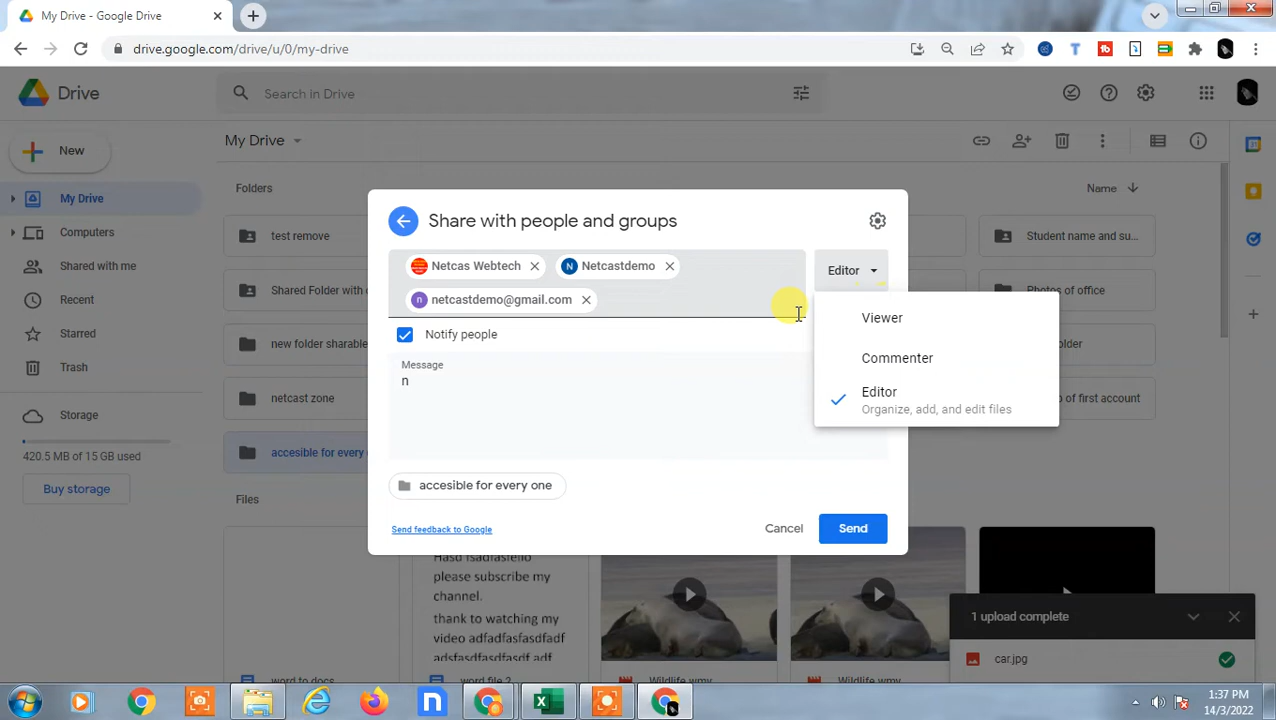 My Drive - Google Drive
drive.google.com/drive/u/0/my-drive
Drive
Search in Drive
New
My Drive
Computers
Shared with me
Recent
Starred
Trash
Storage
420.5 MB of 15 GB used
Buy storage
My Drive
Folders
Name
test remove
Student name and su...
Shared Folder with
Photos of office
new folder sharable
folder
netcast zone
of first account
accesible for every
Files
Share with people and groups
Netcas Webtech
Netcastdemo
netcastdemo@gmail.com
Editor
Viewer
Commenter
Editor
Organize, add, and edit files
Notify people
Message
n
accesible for every one
Send feedback to Google
Cancel
Send
please subscribe my
channel.
thank to watching my
video adfadfasfadf
word to docs
word file 2
Wildlife.wmv
Wildlife.wmv
1 upload complete
car.jpg
1:37 PM
14/3/2022